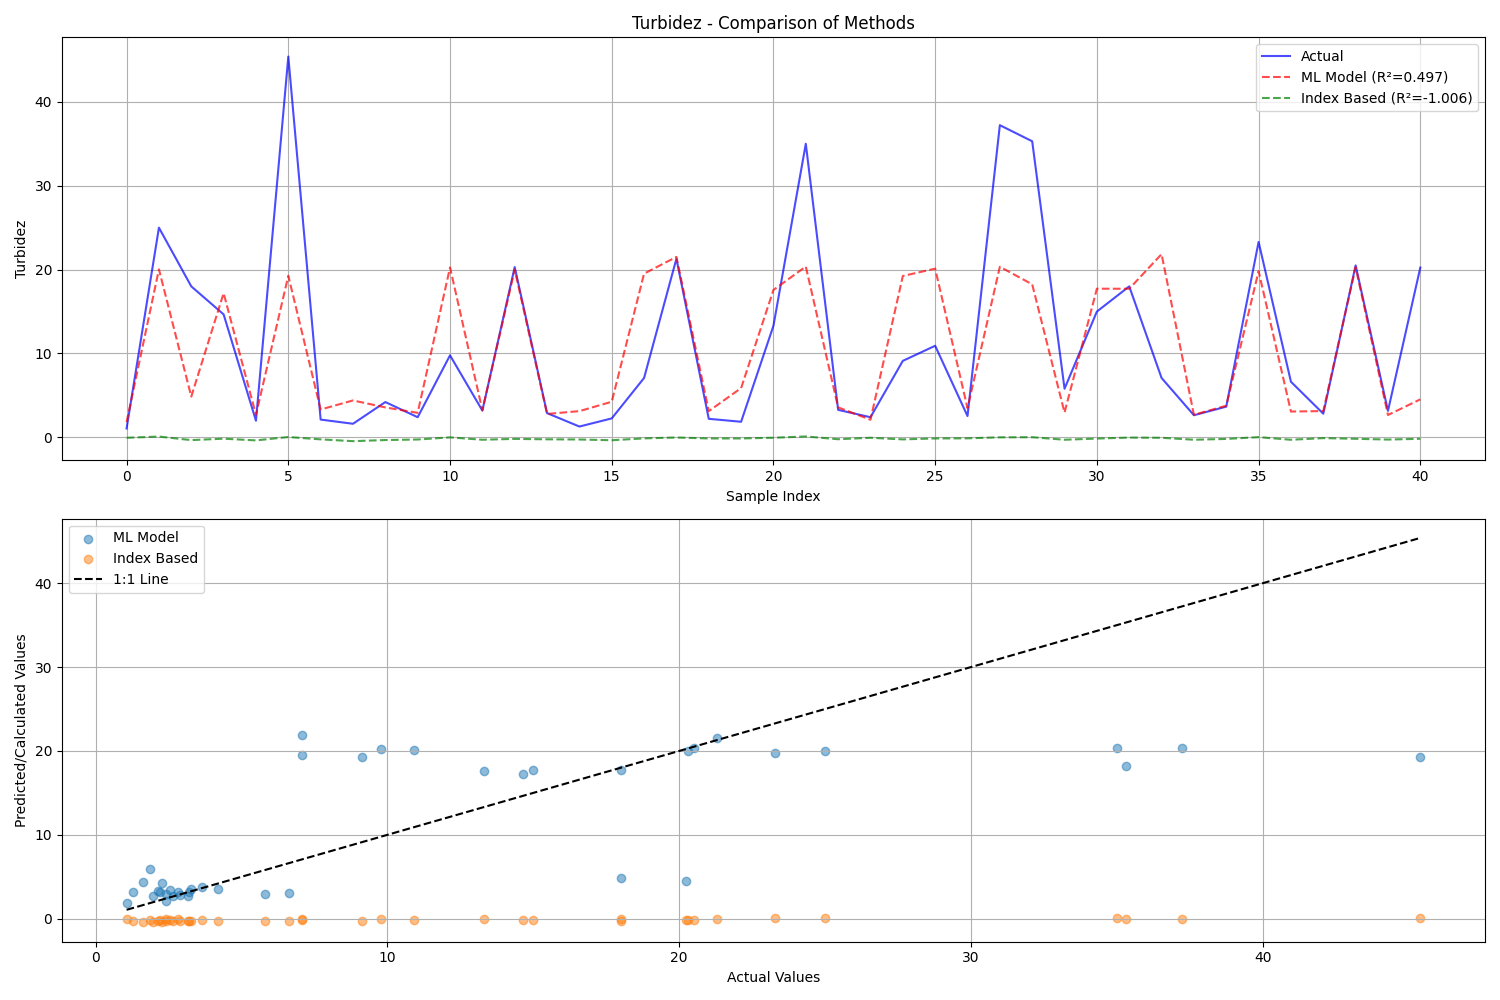 Turbidez - Comparison of Methods
Actual
ML Model (R²=0.497)
Index Based (R²=-1.006)
Turbidez
40
30
20
10
0
0 5 10 15 20 25 30 35 40
Sample Index
ML Model
Index Based
1:1 Line
Predicted/Calculated Values
40
30
20
10
0
0 10 20 30 40
Actual Values